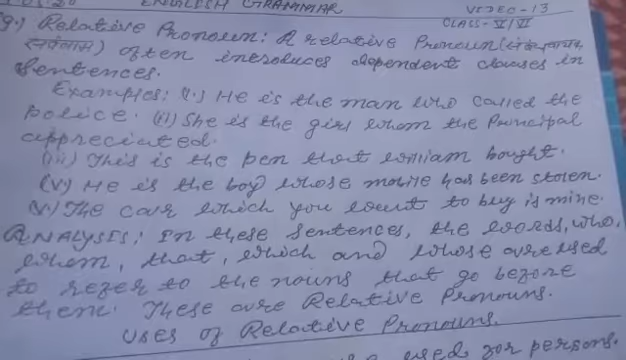 ENGLISH GRAMMAR VIDEO-13
CLASS-V/VI
9.) Relative Pronoun: A relative Pronoun (संबंधवाचक
सर्वनाम) often introduces dependent clauses in
Sentences.
Examples: (i.) He is the man who called the
police. (ii) She is the girl whom the Principal
appreciated.
(iii) This is the pen that william bought.
(v) He is the boy whose mobile has been stolen.
v. The car which you want to buy is mine.
ANALYSIS: In these Sentences, the words, who,
whom, that, which and whose are used
to refer to the nouns that go before
them. These are Relative Pronouns.
Uses of Relative Pronouns.
used for persons.